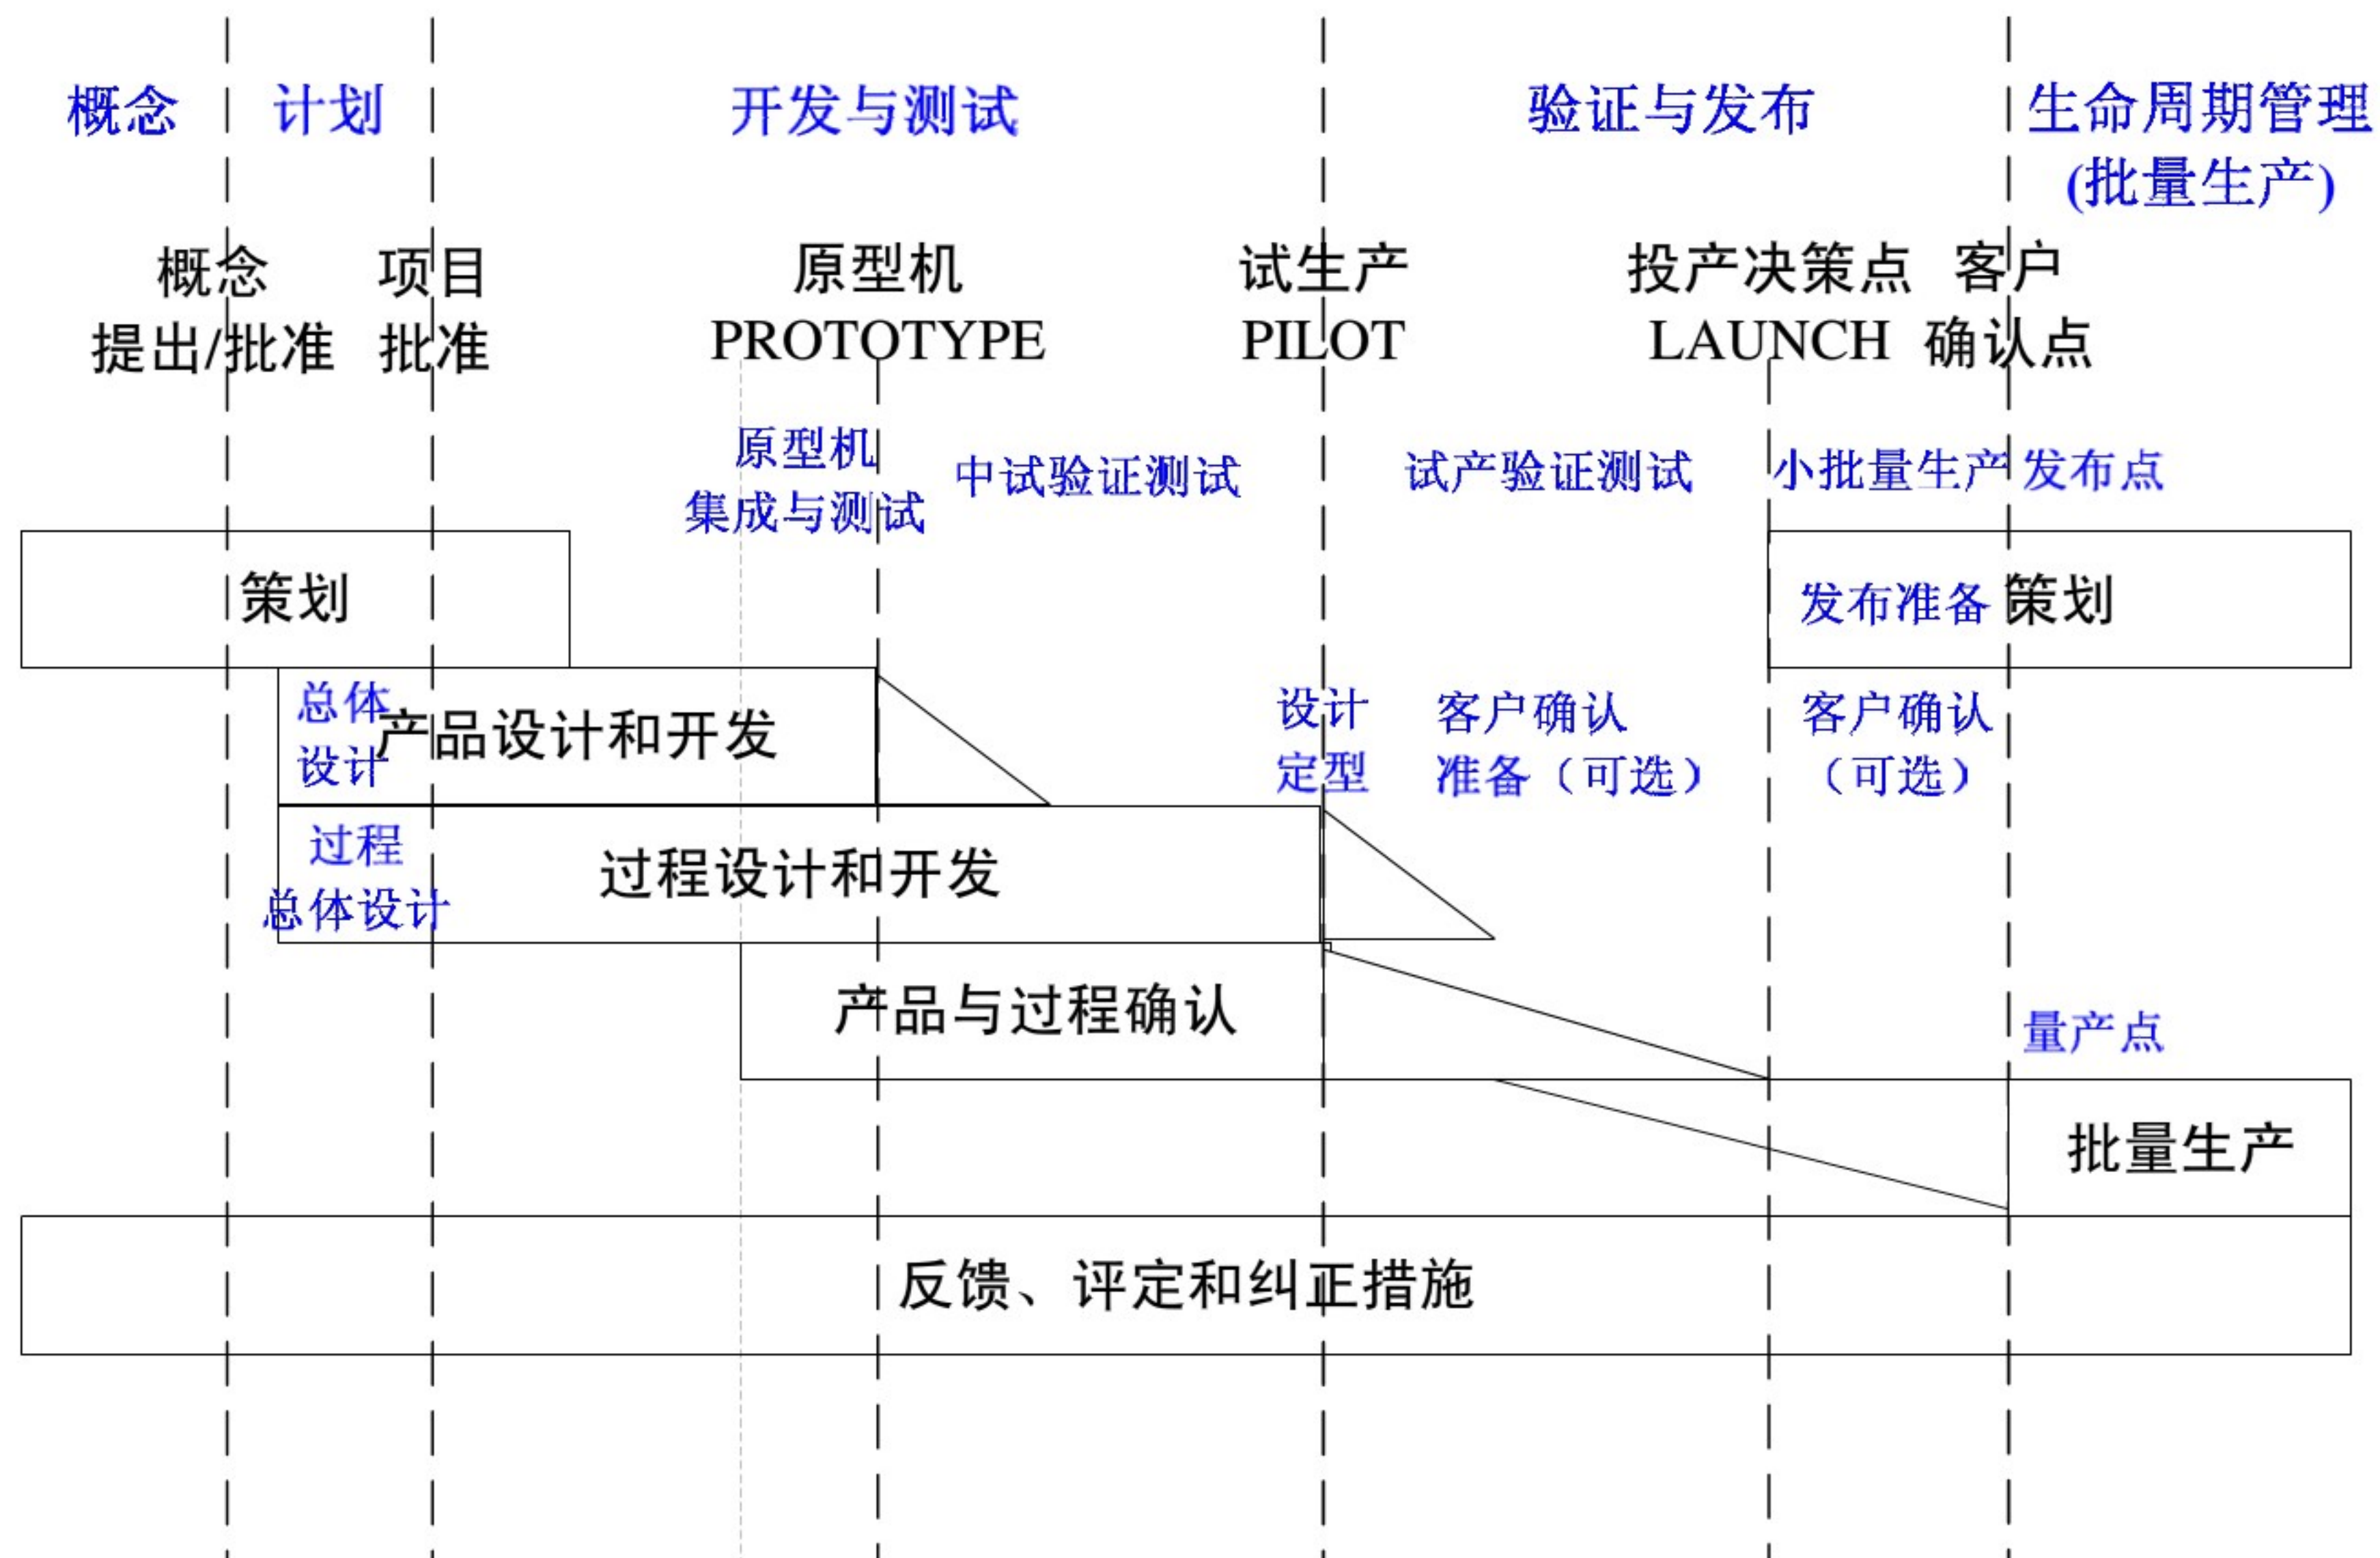 概念 计划 开发与测试 验证与发布 生命周期管理
(批量生产)
概念 项目 原型机 试生产 投产决策点 客户
提出/批准 批准 PROTOTYPE PILOT LAUNCH 确认点
原型机
集成与测试
中试验证测试
试产验证测试
小批量生产
发布点
策划
发布准备
策划
总体
设计
产品设计和开发
设计
定型
客户确认
准备（可选）
客户确认
（可选）
过程
总体设计
过程设计和开发
产品与过程确认
量产点
批量生产
反馈、评定和纠正措施